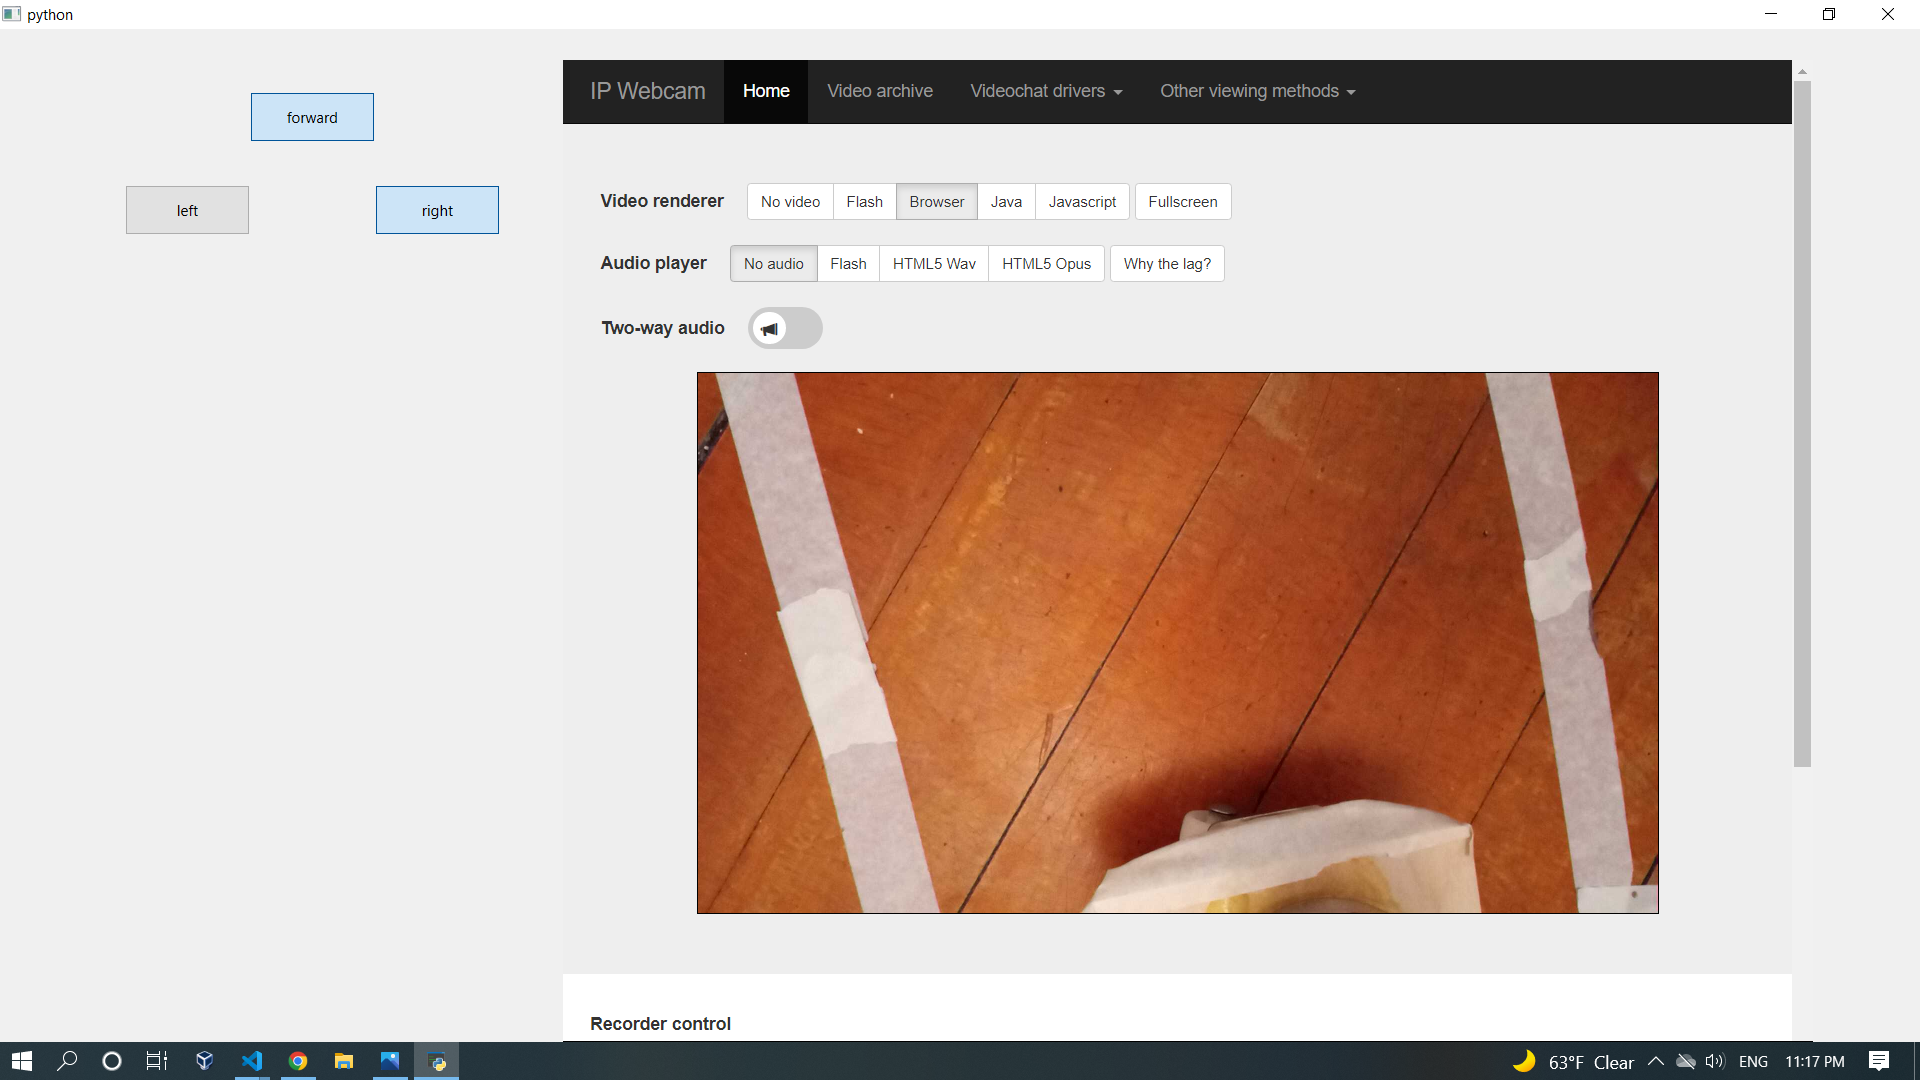 python
forward
left
right
IP Webcam Home Video archive Videochat drivers Other viewing methods
Video renderer No video Flash Browser Java Javascript Fullscreen
Audio player No audio Flash HTML5 Wav HTML5 Opus Why the lag?
Two-way audio
Recorder control
63°F Clear ENG 11:17 PM